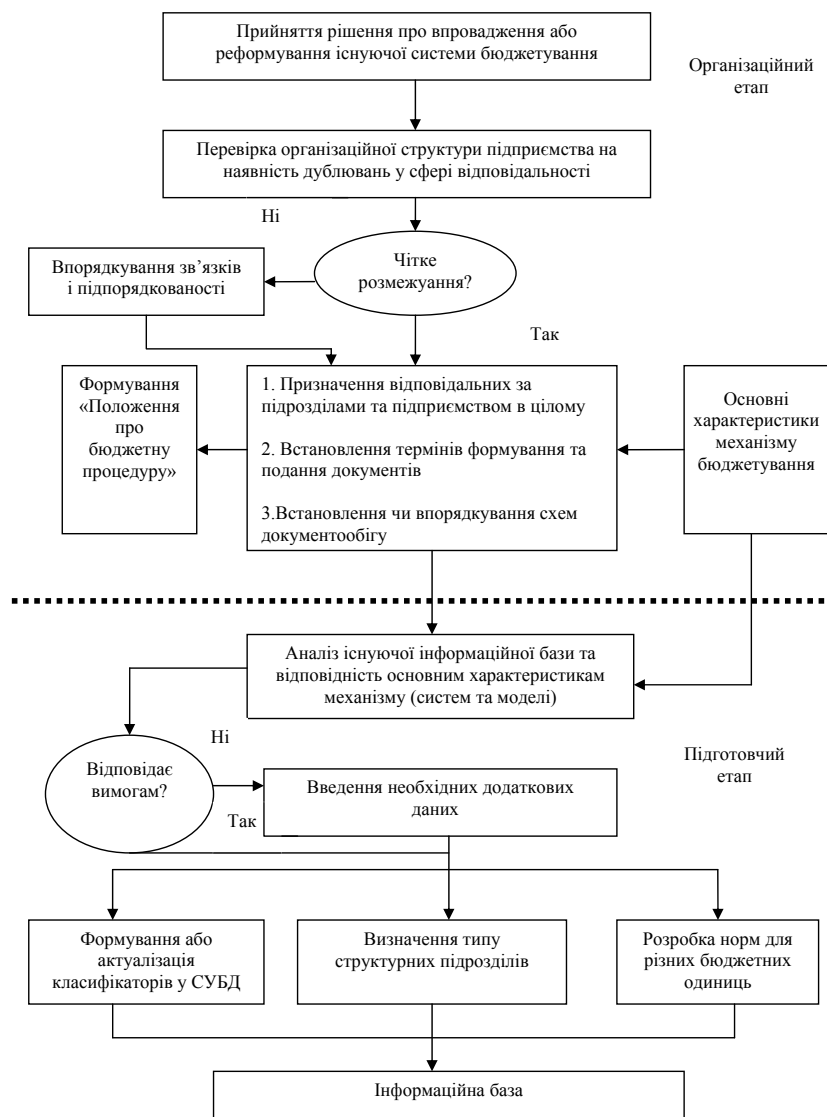 Прийняття рішення про впровадження або
реформування існуючої системи бюджетування
Організаційний
етап
Перевірка організаційної структури підприємства на
наявність дублювань у сфері відповідальності
Ні
Чітке
розмежуання?
Впорядкування зв’язків
і підпорядкованості
Так
Формування
«Положення
про
бюджетну
процедуру»
1. Призначення відповідальних за
підрозділами та підприємством в цілому
2. Встановлення термінів формування та
подання документів
3.Встановлення чи впорядкування схем
документообігу
Основні
характеристики
механізму
бюджетування
Аналіз існуючої інформаційної бази та
відповідність основним характеристикам
механізму (систем та моделі)
Ні
Підготовчий
етап
Відповідає
вимогам?
Введення необхідних додаткових
даних
Так
Формування або
актуалізація
класифікаторів у СУБД
Визначення типу
структурних підрозділів
Розробка норм для
різних бюджетних
одиниць
Інформаційна база